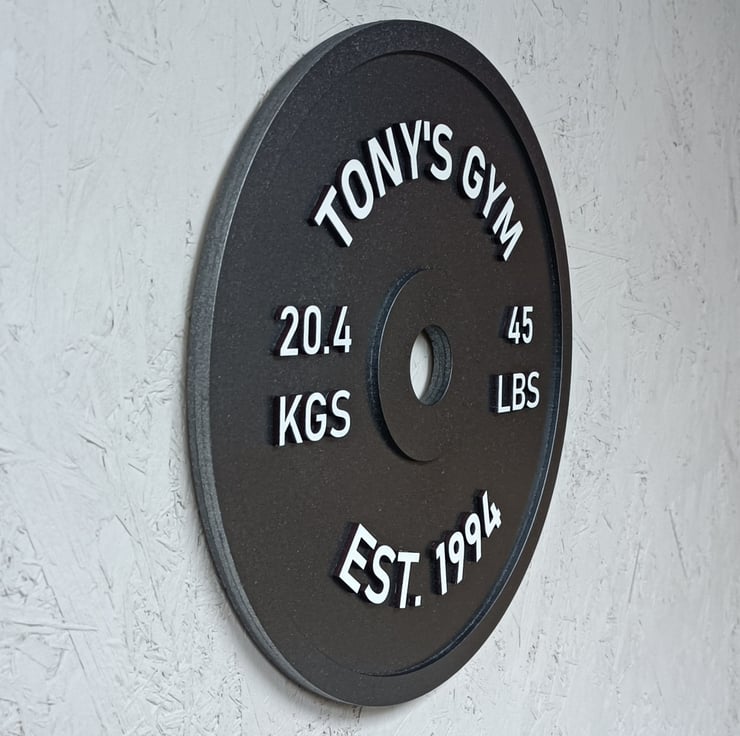 TONY'S GYM
20.4
KGS
45
LBS
EST. 1994